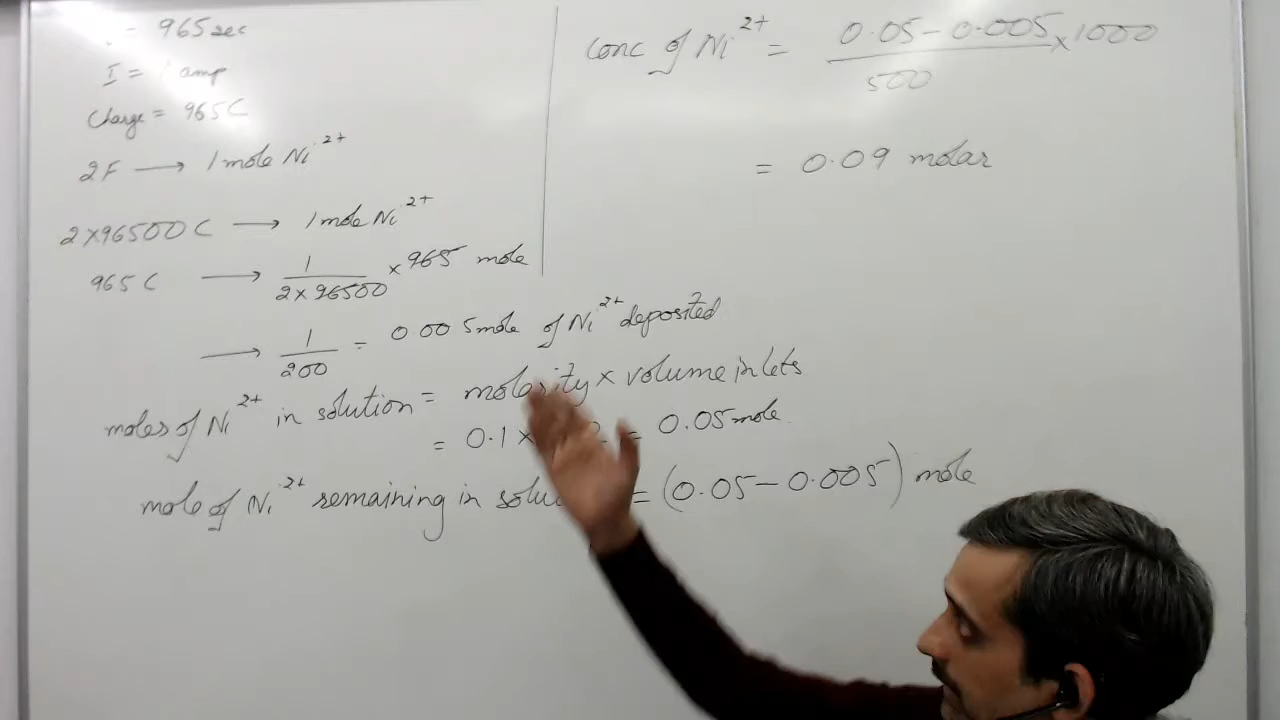 = 965 sec
I = 1 amp
Charge = 965 C
2F → 1 mole Ni²⁺
2×96500 C → 1 mole Ni²⁺
965 C → 1/(2×96500) × 965 mole
→ 1/200 = 0.005 mole of Ni²⁺ deposited
moles of Ni²⁺ in solution = molarity × volume in lets
= 0.1 × = 0.05 mole.
mole of Ni²⁺ remaining in = (0.05 − 0.005) mole
Conc of Ni²⁺ = (0.05 − 0.005)/500 × 1000
= 0.09 molar